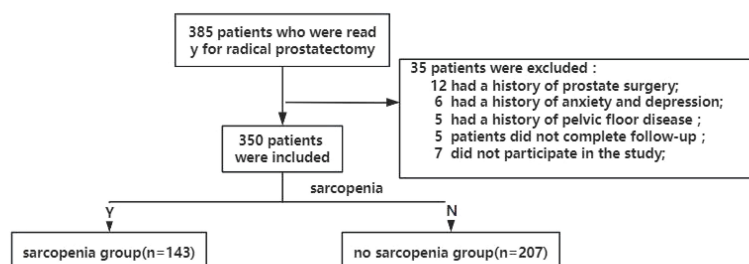 385 patients who were read
y for radical prostatectomy
35 patients were excluded :
12 had a history of prostate surgery;
6 had a history of anxiety and depression;
5 had a history of pelvic floor disease ;
5 patients did not complete follow-up ;
7 did not participate in the study;
350 patients
were included
sarcopenia
Y
N
sarcopenia group(n=143)
no sarcopenia group(n=207)